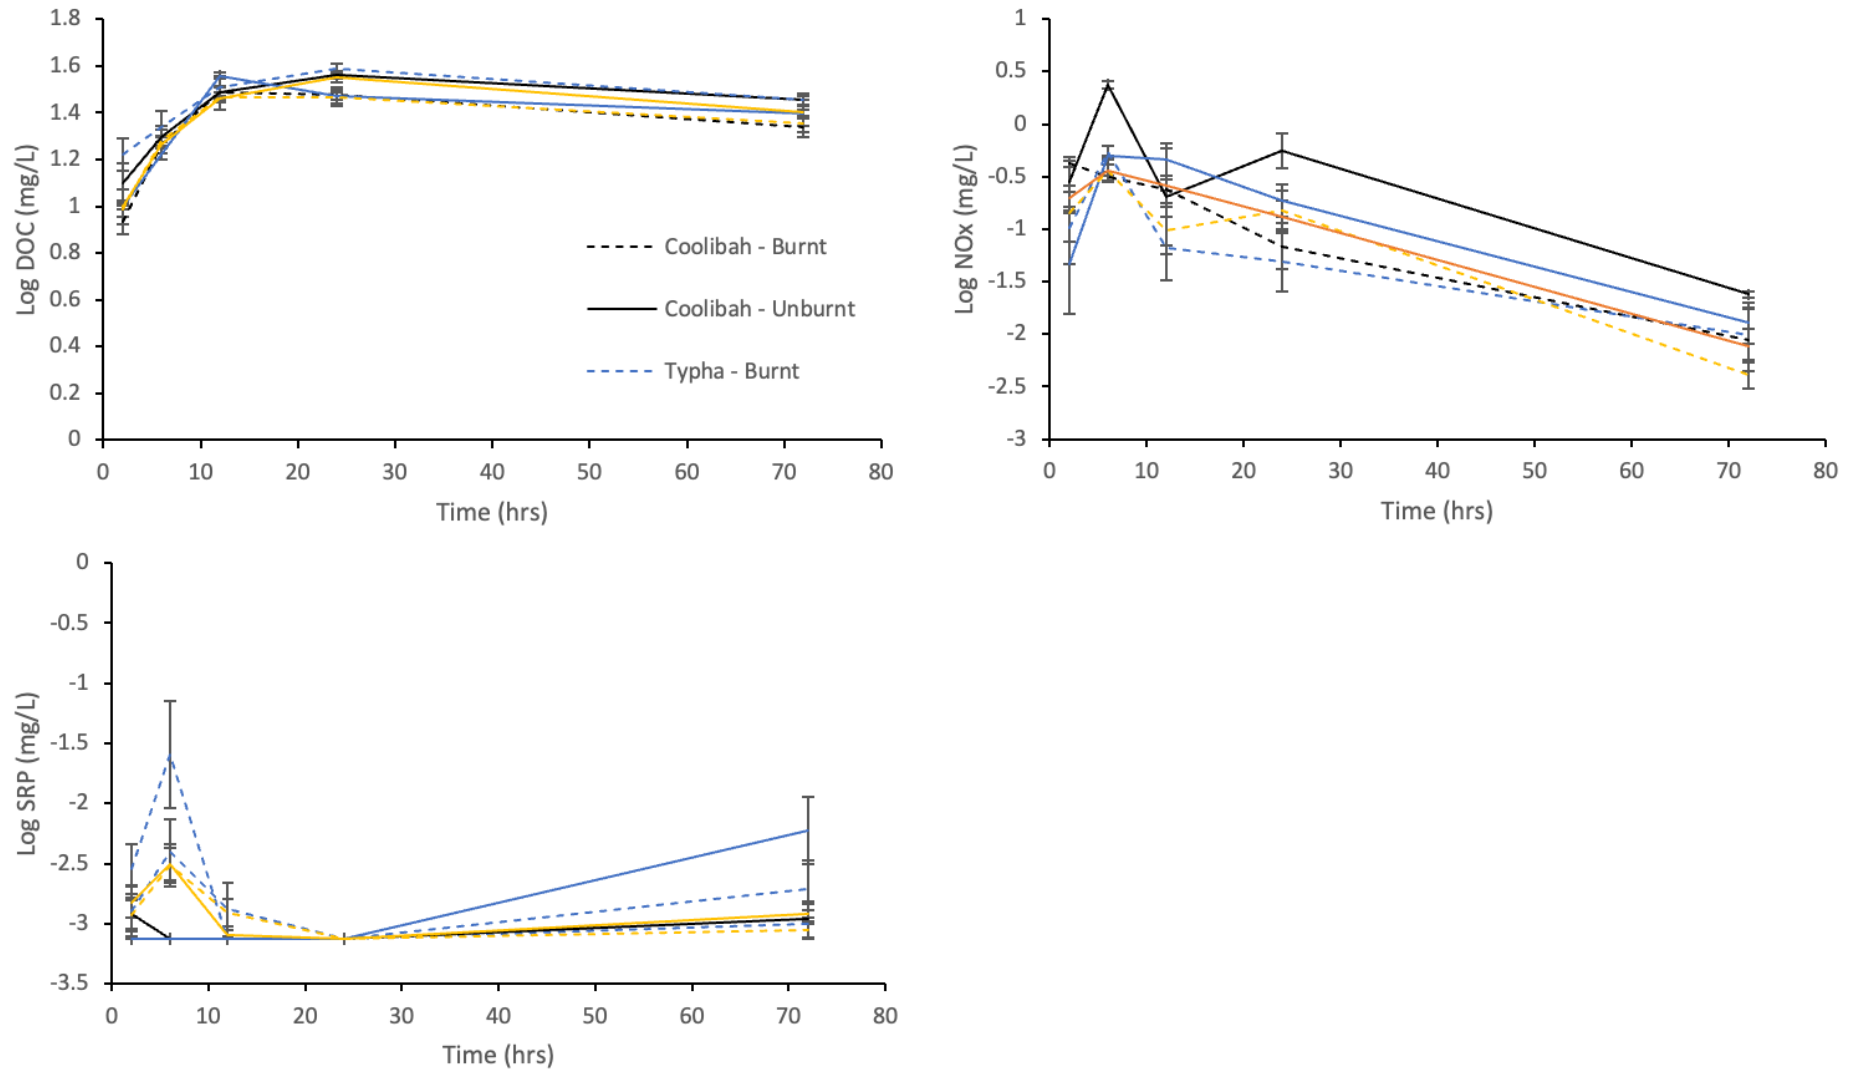 1.8
1.6
1.4
1.2
1
0.8
0.6
0.4
0.2
0
Log DOC (mg/L)
0 10 20 30 40 50 60 70 80
Time (hrs)
Coolibah - Burnt
Coolibah - Unburnt
Typha - Burnt
1
0.5
0
-0.5
-1
-1.5
-2
-2.5
-3
Log NOx (mg/L)
0 10 20 30 40 50 60 70 80
Time (hrs)
0
-0.5
-1
-1.5
-2
-2.5
-3
-3.5
Log SRP (mg/L)
0 10 20 30 40 50 60 70 80
Time (hrs)